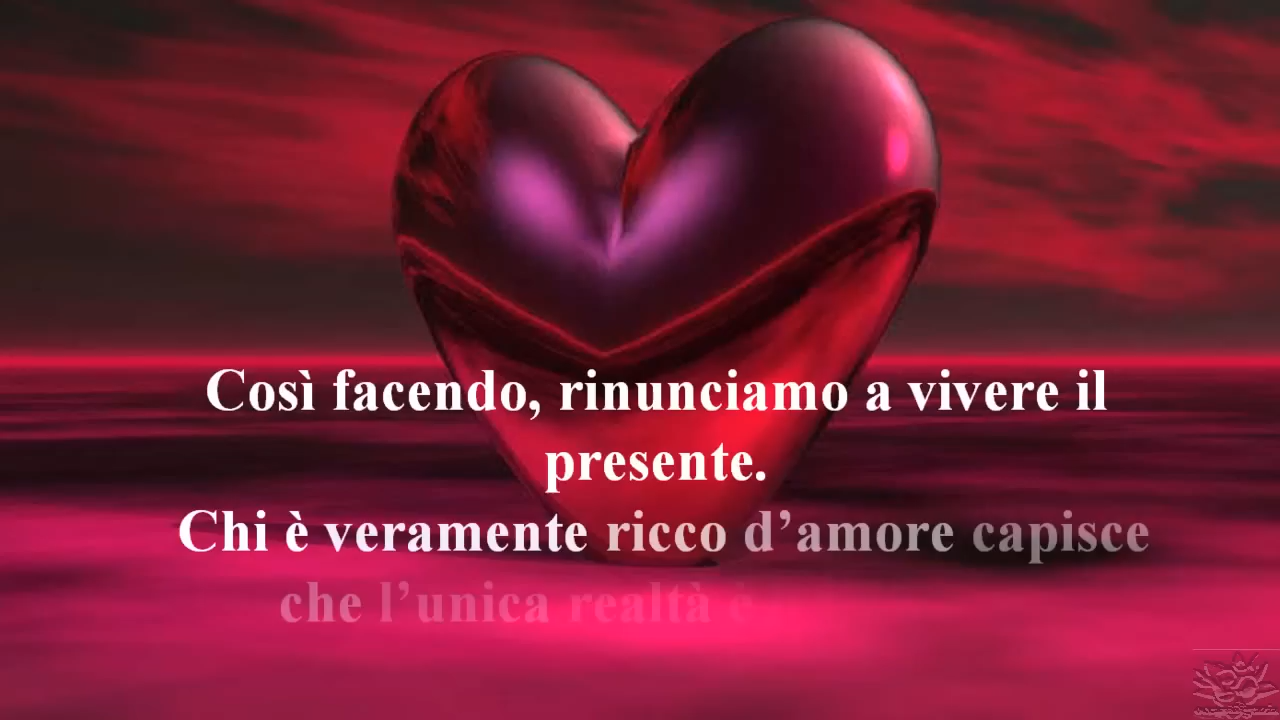 Così facendo, rinunciamo a vivere il
presente.
Chi è veramente ricco d’amore capisce
che l’unica realtà è